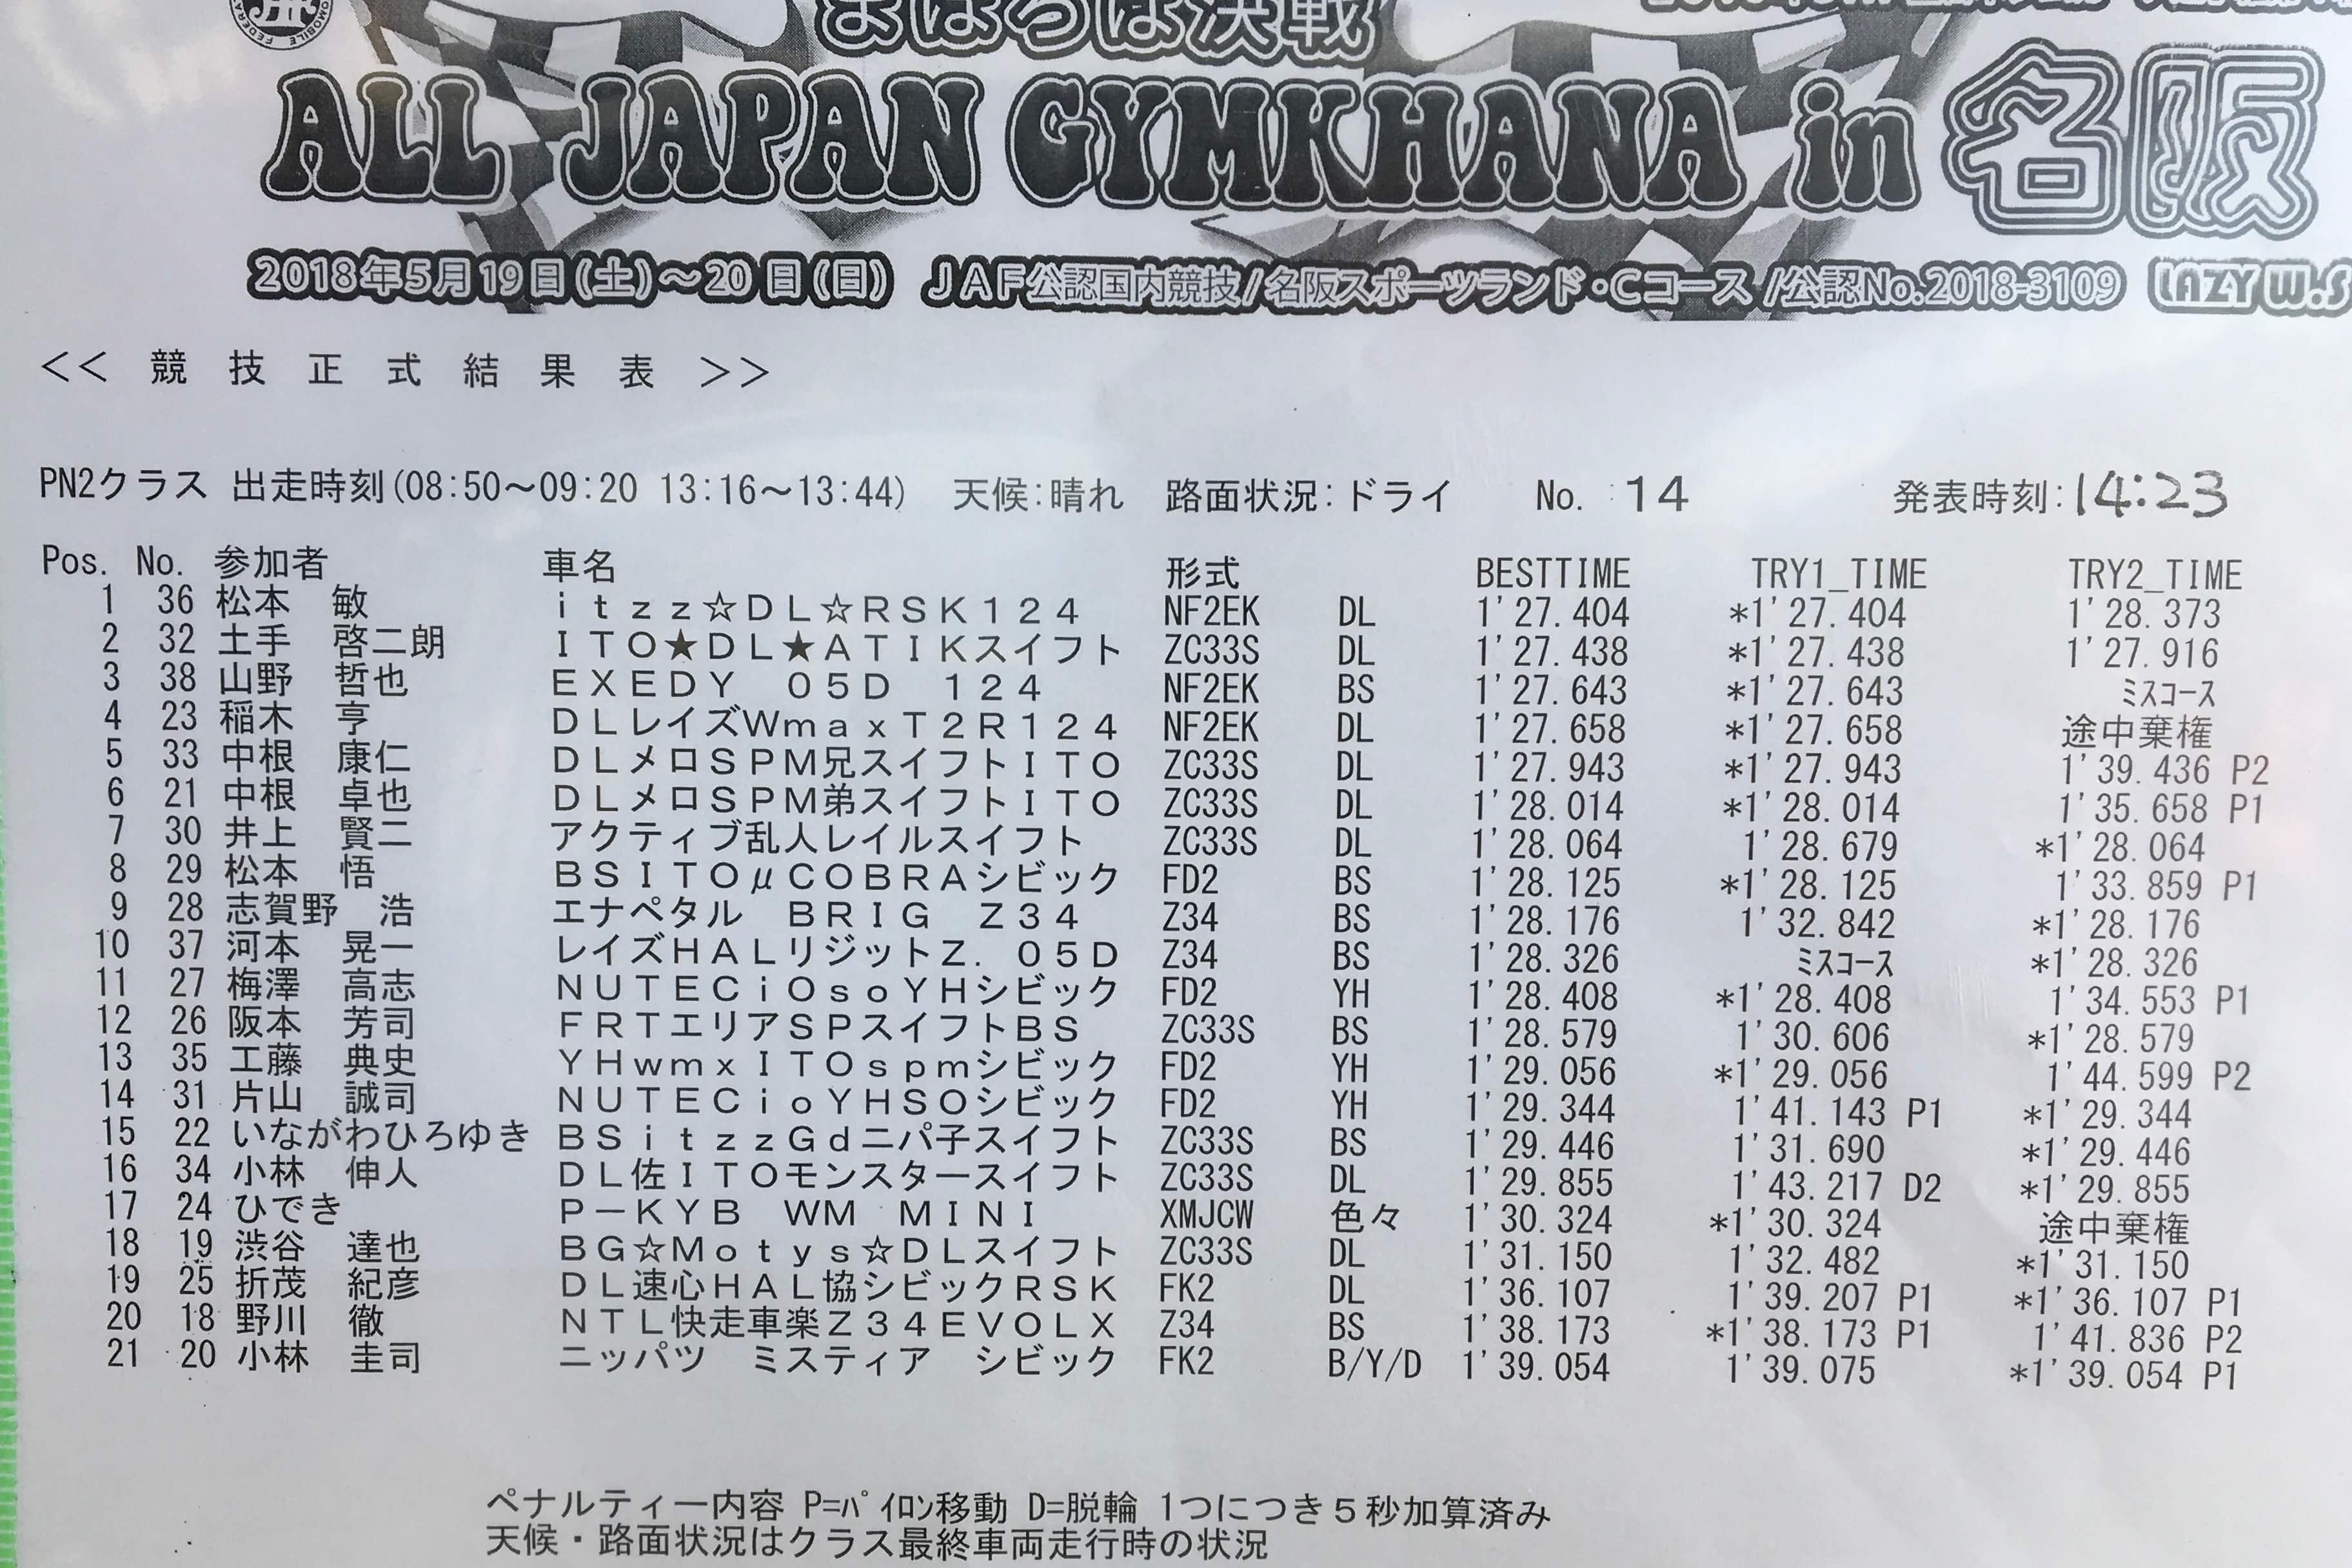 まほろば決戦
ALL JAPAN GYMKHANA in 名阪
2018年5月19日(土)～20日(日) JAF公認国内競技/名阪スポーツランド・Cコース/公認No.2018-3109 LAZY W.S
<< 競技正式結果表 >>
PN2クラス 出走時刻(08:50～09:20 13:16～13:44) 天候:晴れ 路面状況:ドライ No. 14 発表時刻:14:23
Pos. No. 参加者 車名 形式 BESTTIME TRY1_TIME TRY2_TIME
1 36 松本 敏 ｉｔｚｚ☆ＤＬ☆ＲＳＫ１２４ NF2EK DL 1'27.404 *1'27.404 1'28.373
2 32 土手 啓二朗 ＩＴＯ★ＤＬ★ＡＴＩＫスイフト ZC33S DL 1'27.438 *1'27.438 1'27.916
3 38 山野 哲也 ＥＸＥＤＹ ０５Ｄ １２４ NF2EK BS 1'27.643 *1'27.643 ﾐｽｺｰｽ
4 23 稲木 亨 ＤＬレイズＷｍａｘＴ２Ｒ１２４ NF2EK DL 1'27.658 *1'27.658 途中棄権
5 33 中根 康仁 ＤＬメロＳＰＭ兄スイフトＩＴＯ ZC33S DL 1'27.943 *1'27.943 1'39.436 P2
6 21 中根 卓也 ＤＬメロＳＰＭ弟スイフトＩＴＯ ZC33S DL 1'28.014 *1'28.014 1'35.658 P1
7 30 井上 賢二 アクティブ乱人レイルスイフト ZC33S DL 1'28.064 1'28.679 *1'28.064
8 29 松本 悟 ＢＳＩＴＯμＣＯＢＲＡシビック FD2 BS 1'28.125 *1'28.125 1'33.859 P1
9 28 志賀野 浩 エナペタル ＢＲＩＧ Ｚ３４ Z34 BS 1'28.176 1'32.842 *1'28.176
10 37 河本 晃一 レイズＨＡＬリジットＺ．０５Ｄ Z34 BS 1'28.326 ﾐｽｺｰｽ *1'28.326
11 27 梅澤 高志 ＮＵＴＥＣｉＯｓｏＹＨシビック FD2 YH 1'28.408 *1'28.408 1'34.553 P1
12 26 阪本 芳司 ＦＲＴエリアＳＰスイフトＢＳ ZC33S BS 1'28.579 1'30.606 *1'28.579
13 35 工藤 典史 ＹＨｗｍｘＩＴＯｓｐｍシビック FD2 YH 1'29.056 *1'29.056 1'44.599 P2
14 31 片山 誠司 ＮＵＴＥＣｉｏＹＨＳＯシビック FD2 YH 1'29.344 1'41.143 P1 *1'29.344
15 22 いながわひろゆき ＢＳｉｔｚｚＧｄニパ子スイフト ZC33S BS 1'29.446 1'31.690 *1'29.446
16 34 小林 伸人 ＤＬ佐ＩＴＯモンスタースイフト ZC33S DL 1'29.855 1'43.217 D2 *1'29.855
17 24 ひでき Ｐ－ＫＹＢ ＷＭ ＭＩＮＩ XMJCW 色々 1'30.324 *1'30.324 途中棄権
18 19 渋谷 達也 ＢＧ☆Ｍｏｔｙｓ☆ＤＬスイフト ZC33S DL 1'31.150 1'32.482 *1'31.150
19 25 折茂 紀彦 ＤＬ速心ＨＡＬ協シビックＲＳＫ FK2 DL 1'36.107 1'39.207 P1 *1'36.107 P1
20 18 野川 徹 ＮＴＬ快走車楽Ｚ３４ＥＶＯＬＸ Z34 BS 1'38.173 *1'38.173 P1 1'41.836 P2
21 20 小林 圭司 ニッパツ ミスティア シビック FK2 B/Y/D 1'39.054 1'39.075 *1'39.054 P1
ペナルティー内容 P=ﾊﾟｲﾛﾝ移動 D=脱輪 1つにつき５秒加算済み
天候・路面状況はクラス最終車両走行時の状況